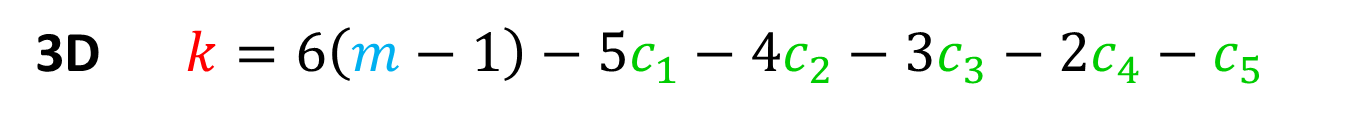 3D k = 6(m − 1) − 5c₁ − 4c₂ − 3c₃ − 2c₄ − c₅